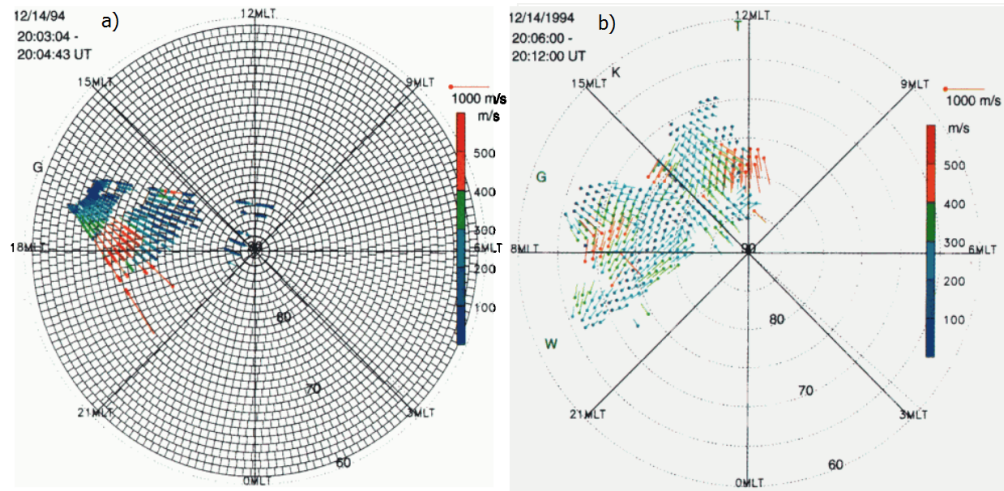 a)
12/14/94
20:03:04 -
20:04:43 UT
12MLT
15MLT
9MLT
1000 m/s
m/s
500
400
300
200
100
G
18MLT
90
6MLT
80
70
60
21MLT
3MLT
0MLT
b)
12/14/1994
20:06:00 -
20:12:00 UT
12MLT
T
K
15MLT
9MLT
1000 m/s
m/s
500
400
300
200
100
G
8MLT
90
6MLT
W
80
70
60
21MLT
3MLT
0MLT